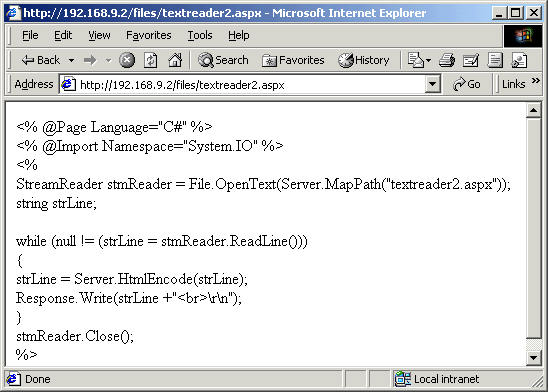 http://192.168.9.2/files/textreader2.aspx - Microsoft Internet Explorer
File Edit View Favorites Tools Help
Back Search Favorites History
Address http://192.168.9.2/files/textreader2.aspx Go Links »
<% @Page Language="C#" %>
<% @Import Namespace="System.IO" %>
<%
StreamReader stmReader = File.OpenText(Server.MapPath("textreader2.aspx"));
string strLine;
while (null != (strLine = stmReader.ReadLine()))
{
strLine = Server.HtmlEncode(strLine);
Response.Write(strLine +"<br>\r\n");
}
stmReader.Close();
%>
Done Local intranet